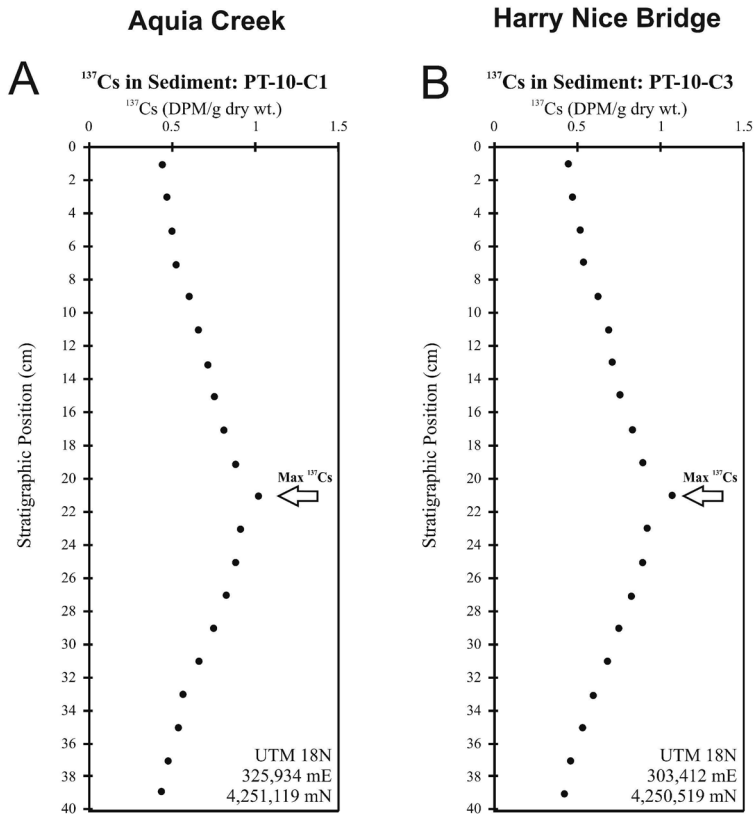 Aquia Creek
A
¹³⁷Cs in Sediment: PT-10-C1
¹³⁷Cs (DPM/g dry wt.)
0 0.5 1 1.5
0
2
4
6
8
10
12
14
16
18
20
22
24
26
28
30
32
34
36
38
40
Stratigraphic Position (cm)
Max ¹³⁷Cs
UTM 18N
325,934 mE
4,251,119 mN
Harry Nice Bridge
B
¹³⁷Cs in Sediment: PT-10-C3
¹³⁷Cs (DPM/g dry wt.)
0 0.5 1 1.5
0
2
4
6
8
10
12
14
16
18
20
22
24
26
28
30
32
34
36
38
40
Stratigraphic Position (cm)
Max ¹³⁷Cs
UTM 18N
303,412 mE
4,250,519 mN